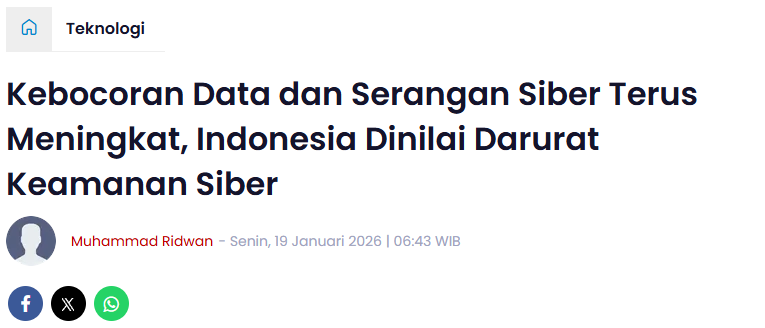 Teknologi
Kebocoran Data dan Serangan Siber Terus
Meningkat, Indonesia Dinilai Darurat
Keamanan Siber
Muhammad Ridwan - Senin, 19 Januari 2026 | 06:43 WIB